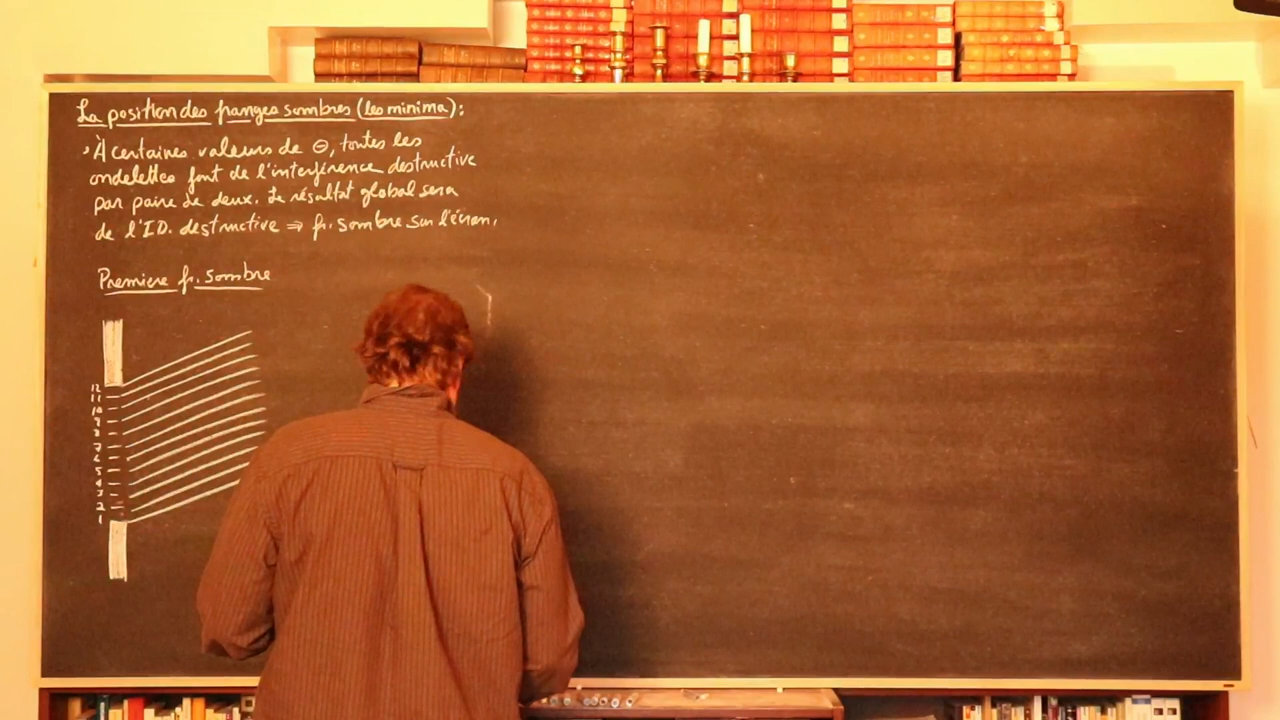 La position des franges sombres (les minima):
• À certaines valeurs de θ, toutes les
ondelettes font de l'interférence destructive
par paire de deux. Le résultat global sera
de l'ID. destructive ⇒ fr. sombre sur l'écran.
Premiere fr. sombre
12
11
10
9
8
7
6
5
4
3
2
1